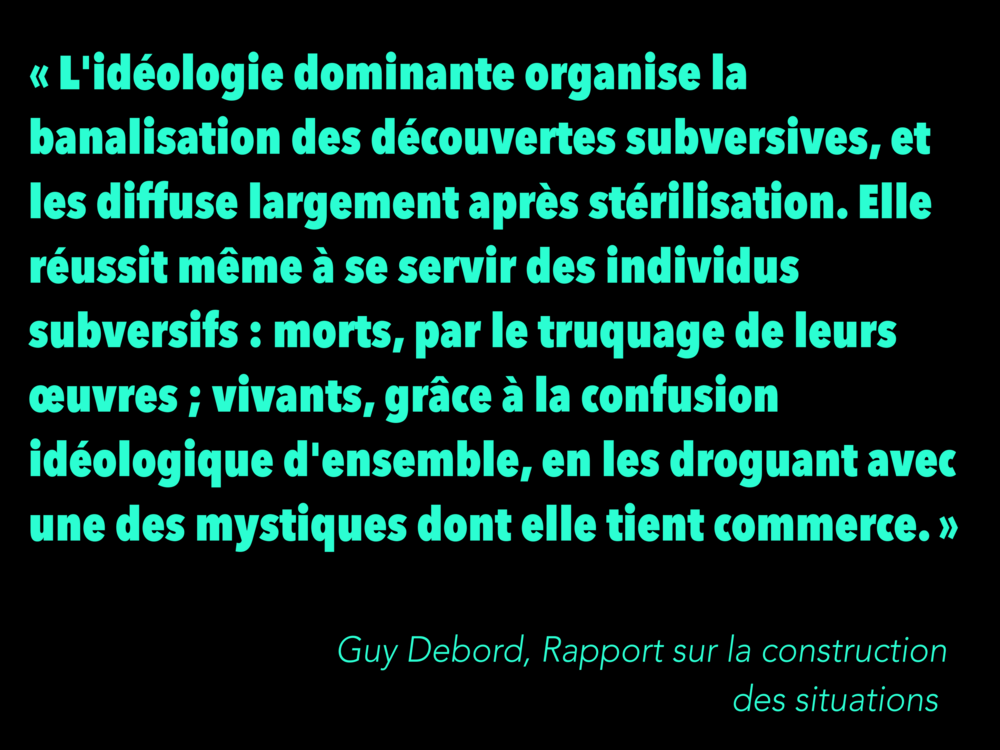 « L'idéologie dominante organise la
banalisation des découvertes subversives, et
les diffuse largement après stérilisation. Elle
réussit même à se servir des individus
subversifs : morts, par le truquage de leurs
œuvres ; vivants, grâce à la confusion
idéologique d'ensemble, en les droguant avec
une des mystiques dont elle tient commerce. »
Guy Debord, Rapport sur la construction
des situations